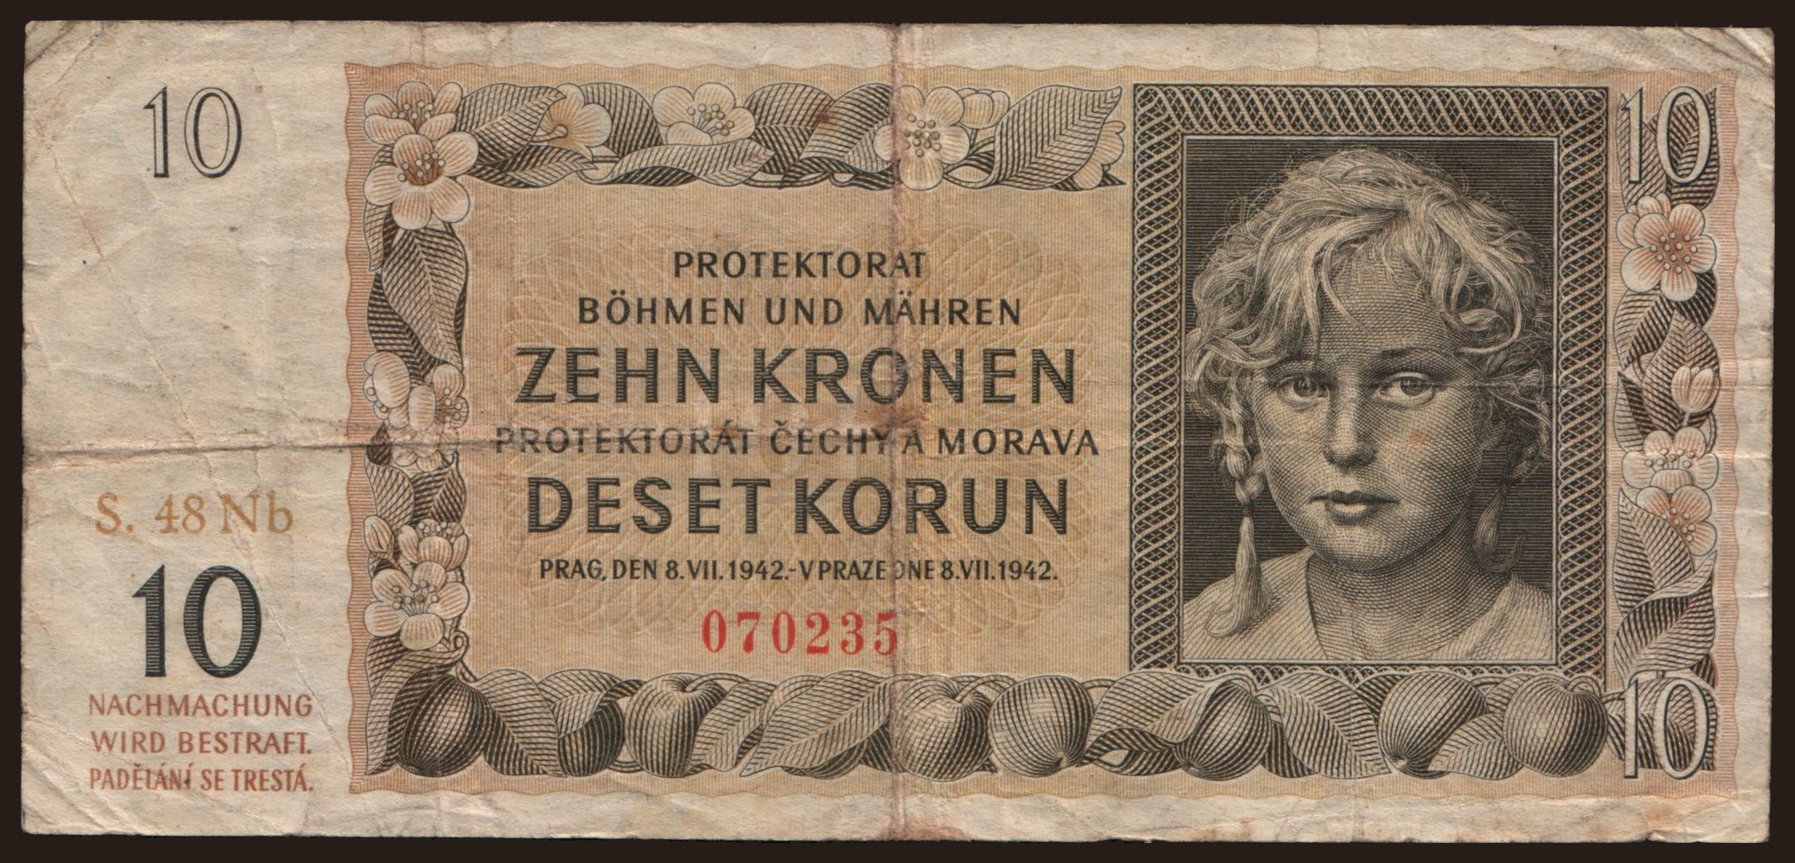 10
10
PROTEKTORAT
BÖHMEN UND MÄHREN
ZEHN KRONEN
PROTEKTORÁT ČECHY A MORAVA
DESET KORUN
PRAG, DEN 8.VII.1942.-V PRAZE DNE 8.VII.1942.
070235
S. 48 Nb
10
NACHMACHUNG
WIRD BESTRAFT.
PADĚLÁNÍ SE TRESTÁ.
10